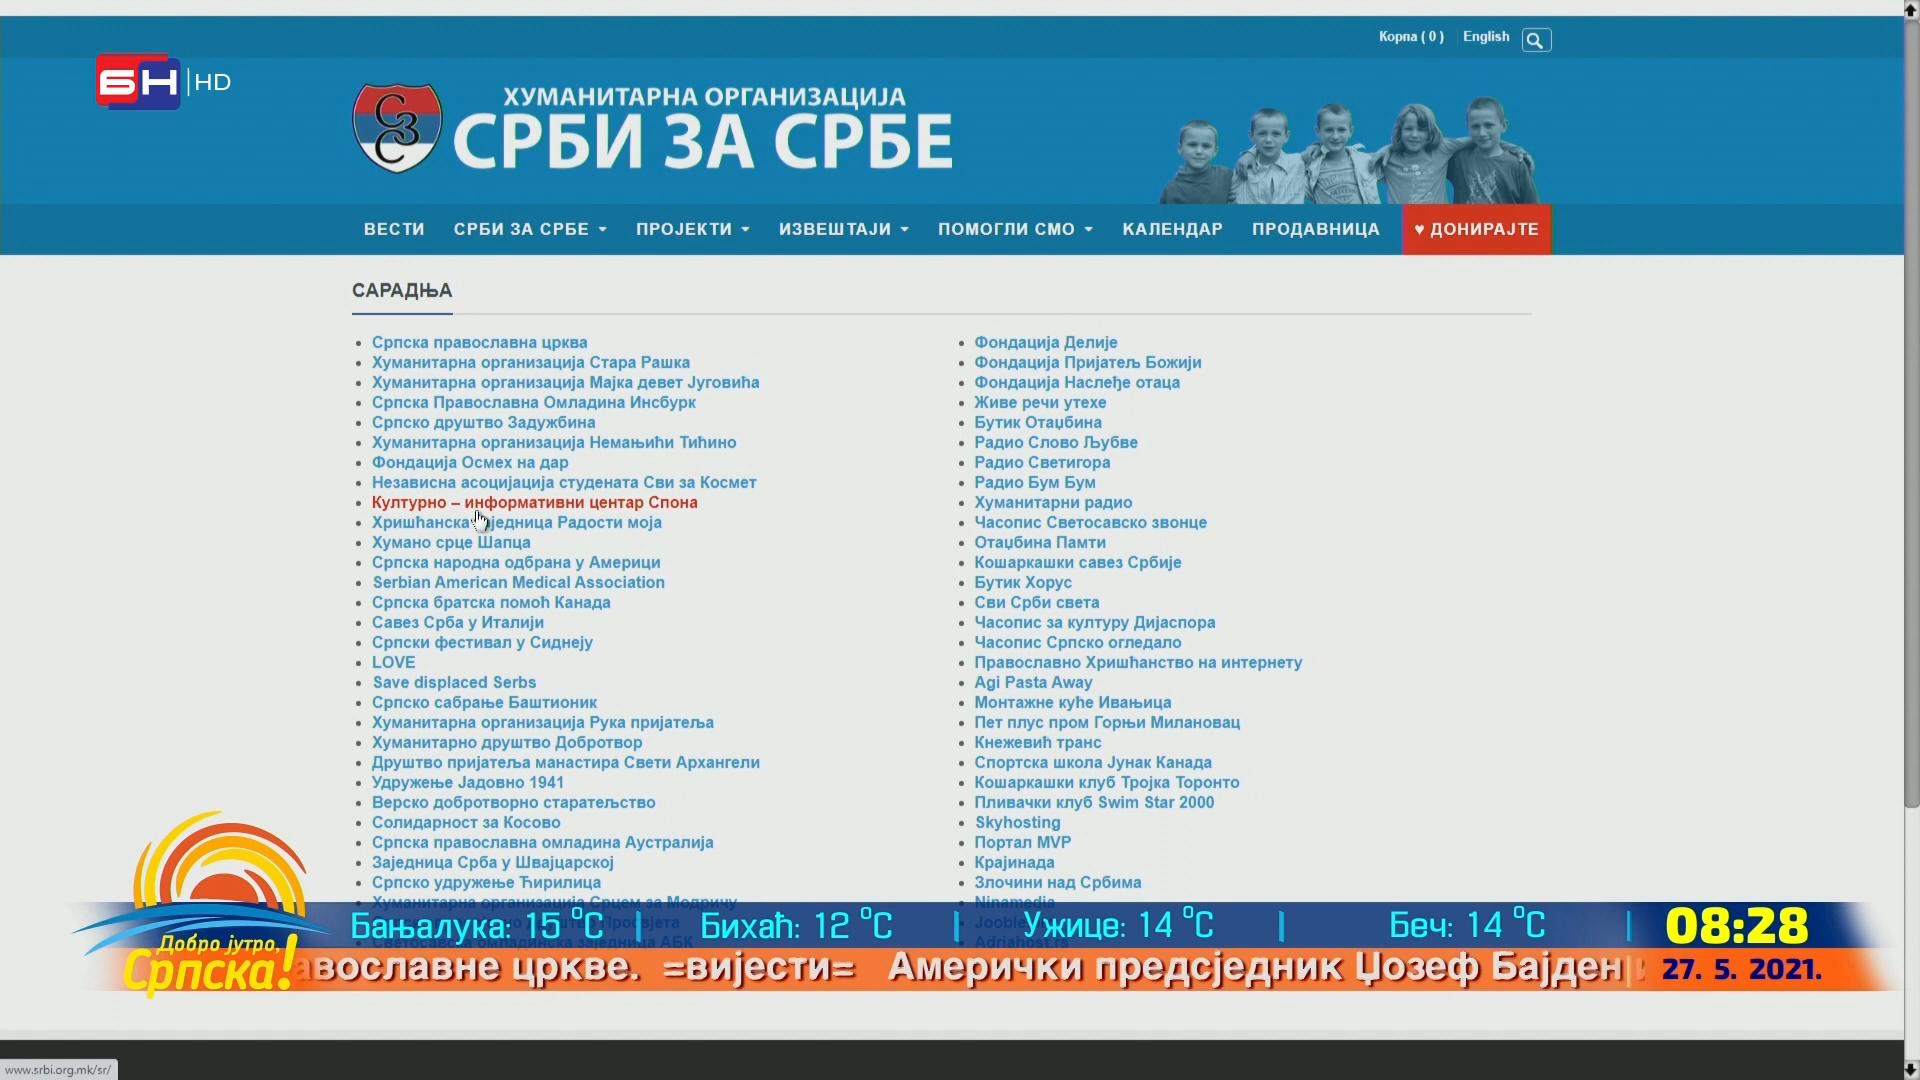 Корпа ( 0 )
English
БН HD
ХУМАНИТАРНА ОРГАНИЗАЦИЈА
СРБИ ЗА СРБЕ
СЗС
ВЕСТИ СРБИ ЗА СРБЕ ПРОЈЕКТИ ИЗВЕШТАЈИ ПОМОГЛИ СМО КАЛЕНДАР ПРОДАВНИЦА ♥ ДОНИРАЈТЕ
САРАДЊА
Српска православна црква
Хуманитарна организација Стара Рашка
Хуманитарна организација Мајка девет Југовића
Српска Православна Омладина Инсбурк
Српско друштво Задужбина
Хуманитарна организација Немањићи Тићино
Фондација Осмех на дар
Независна асоцијација студената Сви за Космет
Културно – информативни центар Спона
Хришћанска једница Радости моја
Хумано срце Шапца
Српска народна одбрана у Америци
Serbian American Medical Association
Српска братска помоћ Канада
Савез Срба у Италији
Српски фестивал у Сиднеју
LOVE
Save displaced Serbs
Српско сабрање Баштионик
Хуманитарна организација Рука пријатеља
Хуманитарно друштво Добротвор
Друштво пријатеља манастира Свети Архангели
Удружење Јадовно 1941
Верско добротворно старатељство
Солидарност за Косово
Српска православна омладина Аустралија
Заједница Срба у Швајцарској
Српско удружење Ћирилица
Хуманитарна организација Срцем за Модричу
Фондација Делије
Фондација Пријатељ Божији
Фондација Наслеђе отаца
Живе речи утехе
Бутик Отаџбина
Радио Слово Љубве
Радио Светигора
Радио Бум Бум
Хуманитарни радио
Часопис Светосавско звонце
Отаџбина Памти
Кошаркашки савез Србије
Бутик Хорус
Сви Срби света
Часопис за културу Дијаспора
Часопис Српско огледало
Православно Хришћанство на интернету
Agi Pasta Away
Монтажне куће Ивањица
Пет плус пром Горњи Милановац
Кнежевић транс
Спортска школа Јунак Канада
Кошаркашки клуб Тројка Торонто
Пливачки клуб Swim Star 2000
Skyhosting
Портал MVP
Крајинада
Злочини над Србима
Ninamedia
Добро јутро,
Српска!
Бањалука: 15 °C | Бихаћ: 12 °C | Ужице: 14 °C | Беч: 14 °C |
08:28
авославне цркве. =вијести= Амерички предсједник Џозеф Бајден
27. 5. 2021.
www.srbi.org.mk/sr/